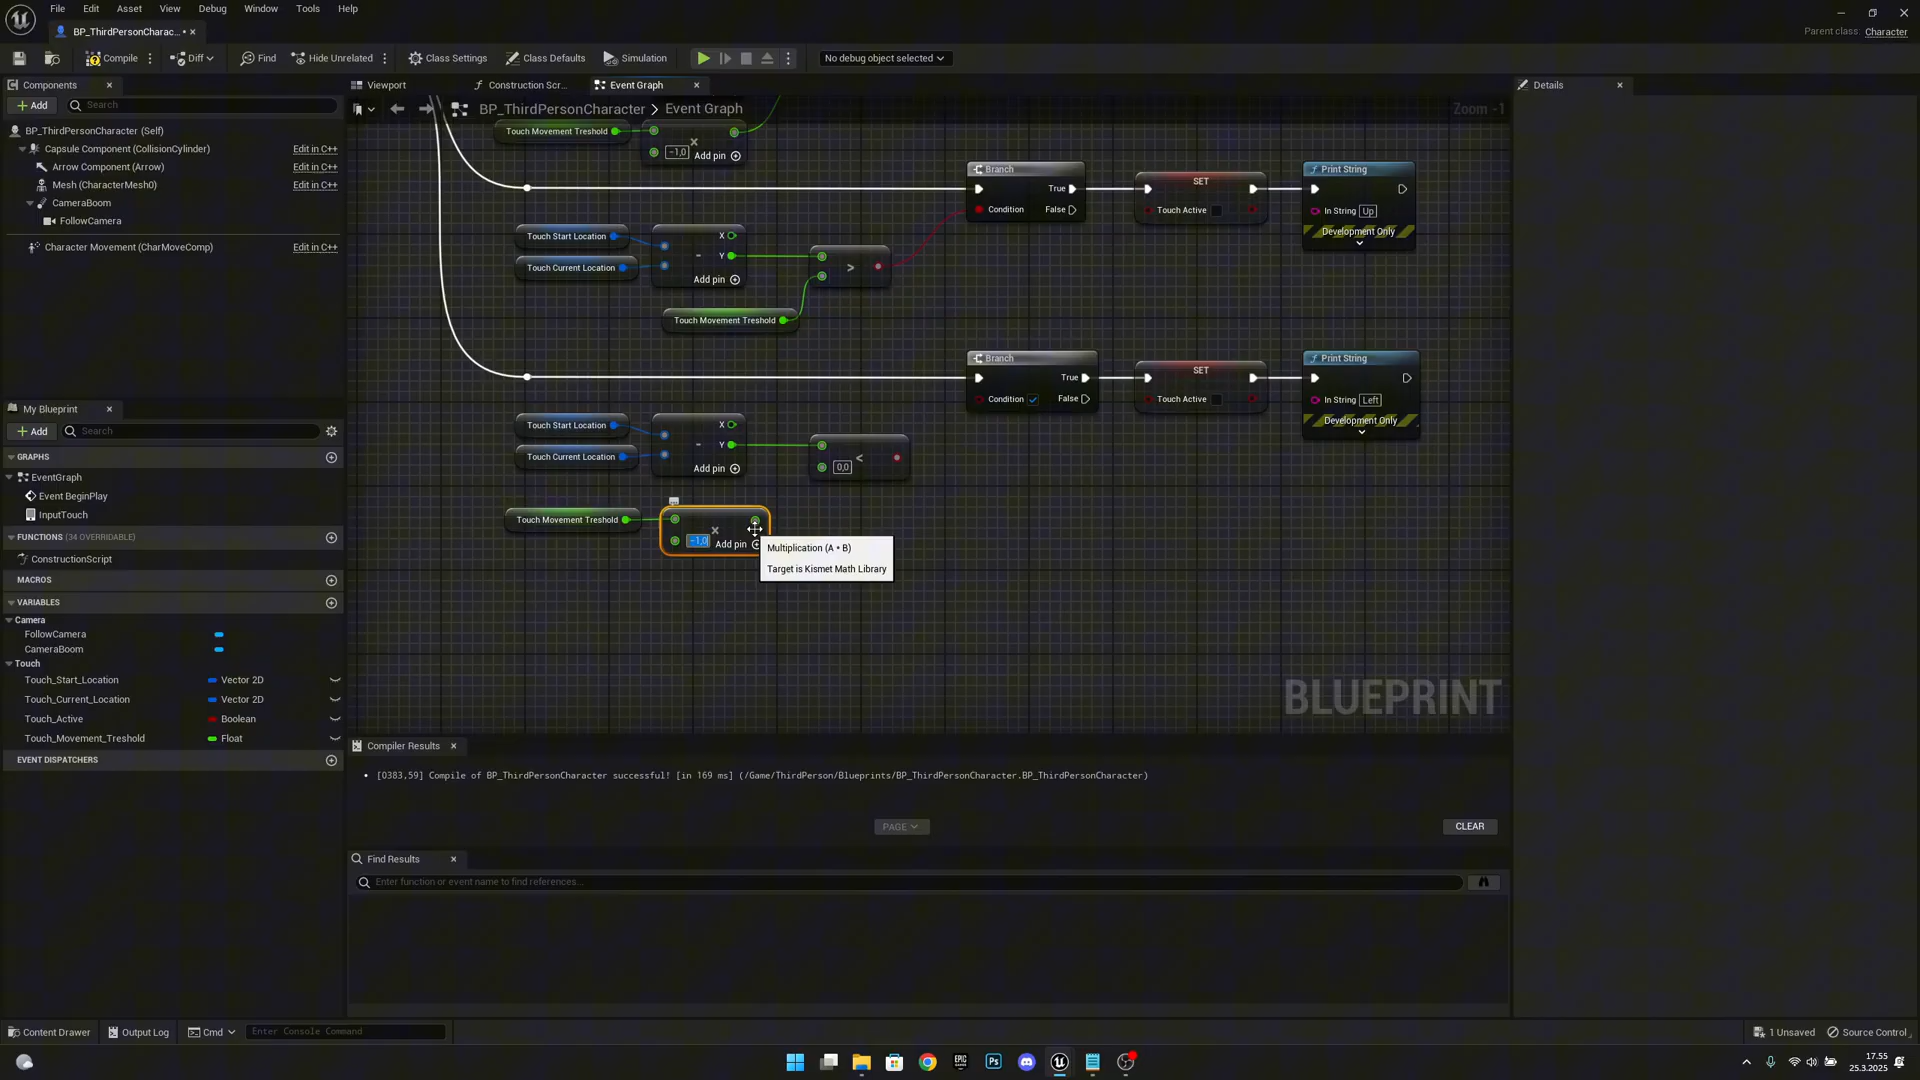 File Edit Asset View Debug Window Tools Help
BP_ThirdPersonCharac... •
Parent class: Character
Compile Diff Find Hide Unrelated Class Settings Class Defaults Simulation No debug object selected
Components
Add Search
BP_ThirdPersonCharacter (Self)
Capsule Component (CollisionCylinder) Edit in C++
Arrow Component (Arrow) Edit in C++
Mesh (CharacterMesh0) Edit in C++
CameraBoom
FollowCamera
Character Movement (CharMoveComp) Edit in C++
My Blueprint
Add Search
GRAPHS
EventGraph
Event BeginPlay
InputTouch
FUNCTIONS (34 OVERRIDABLE)
ConstructionScript
MACROS
VARIABLES
Camera
FollowCamera
CameraBoom
Touch
Touch_Start_Location Vector 2D
Touch_Current_Location Vector 2D
Touch_Active Boolean
Touch_Movement_Treshold Float
EVENT DISPATCHERS
Viewport Construction Scr... Event Graph
BP_ThirdPersonCharacter > Event Graph Zoom -1
Touch Movement Treshold
×
-1,0 Add pin
Branch
True
Condition False
SET
Touch Active
Print String
In String Up
Development Only
Touch Start Location X
- Y
Touch Current Location
Add pin
>
Touch Movement Treshold
Branch
True
Condition False
SET
Touch Active
Print String
In String Left
Development Only
Touch Start Location X
- Y
Touch Current Location
Add pin
0,0 <
Touch Movement Treshold
×
-1,0 Add pin
Multiplication (A * B)
Target is Kismet Math Library
BLUEPRINT
Details
Compiler Results
[0383,59] Compile of BP_ThirdPersonCharacter successful! [in 169 ms] (/Game/ThirdPerson/Blueprints/BP_ThirdPersonCharacter.BP_ThirdPersonCharacter)
PAGE CLEAR
Find Results
Enter function or event name to find references...
Content Drawer Output Log Cmd Enter Console Command 1 Unsaved Source Control
EPIC GAMES Ps
17.55
25.3.2025